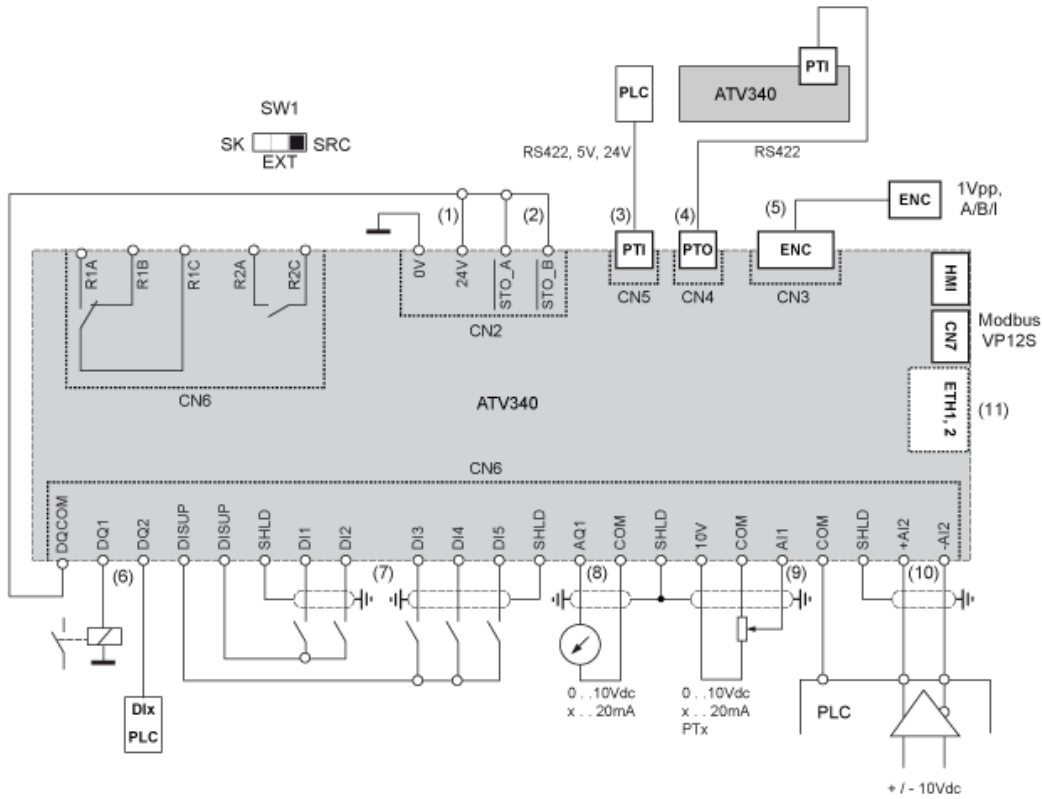 PTI
PLC
ATV340
SW1
SK SRC
EXT
RS422, 5V, 24V
RS422
ENC
1Vpp,
A/B/I
(1)
(2)
(3)
(4)
(5)
R1A
R1B
R1C
R2A
R2C
0V
24V
STO_A
STO_B
PTI
PTO
ENC
CN5
CN4
CN3
HMI
CN2
CN7
Modbus
VP12S
CN6
ATV340
ETH1, 2
(11)
CN6
DQCOM
DQ1
DQ2
DISUP
DISUP
SHLD
DI1
DI2
DI3
DI4
DI5
SHLD
AQ1
COM
SHLD
10V
COM
AI1
COM
SHLD
+AI2
-AI2
(6)
(7)
(8)
(9)
(10)
0 . .10Vdc
x . . 20mA
0 . .10Vdc
x . . 20mA
PTx
DIx
PLC
PLC
+ / - 10Vdc